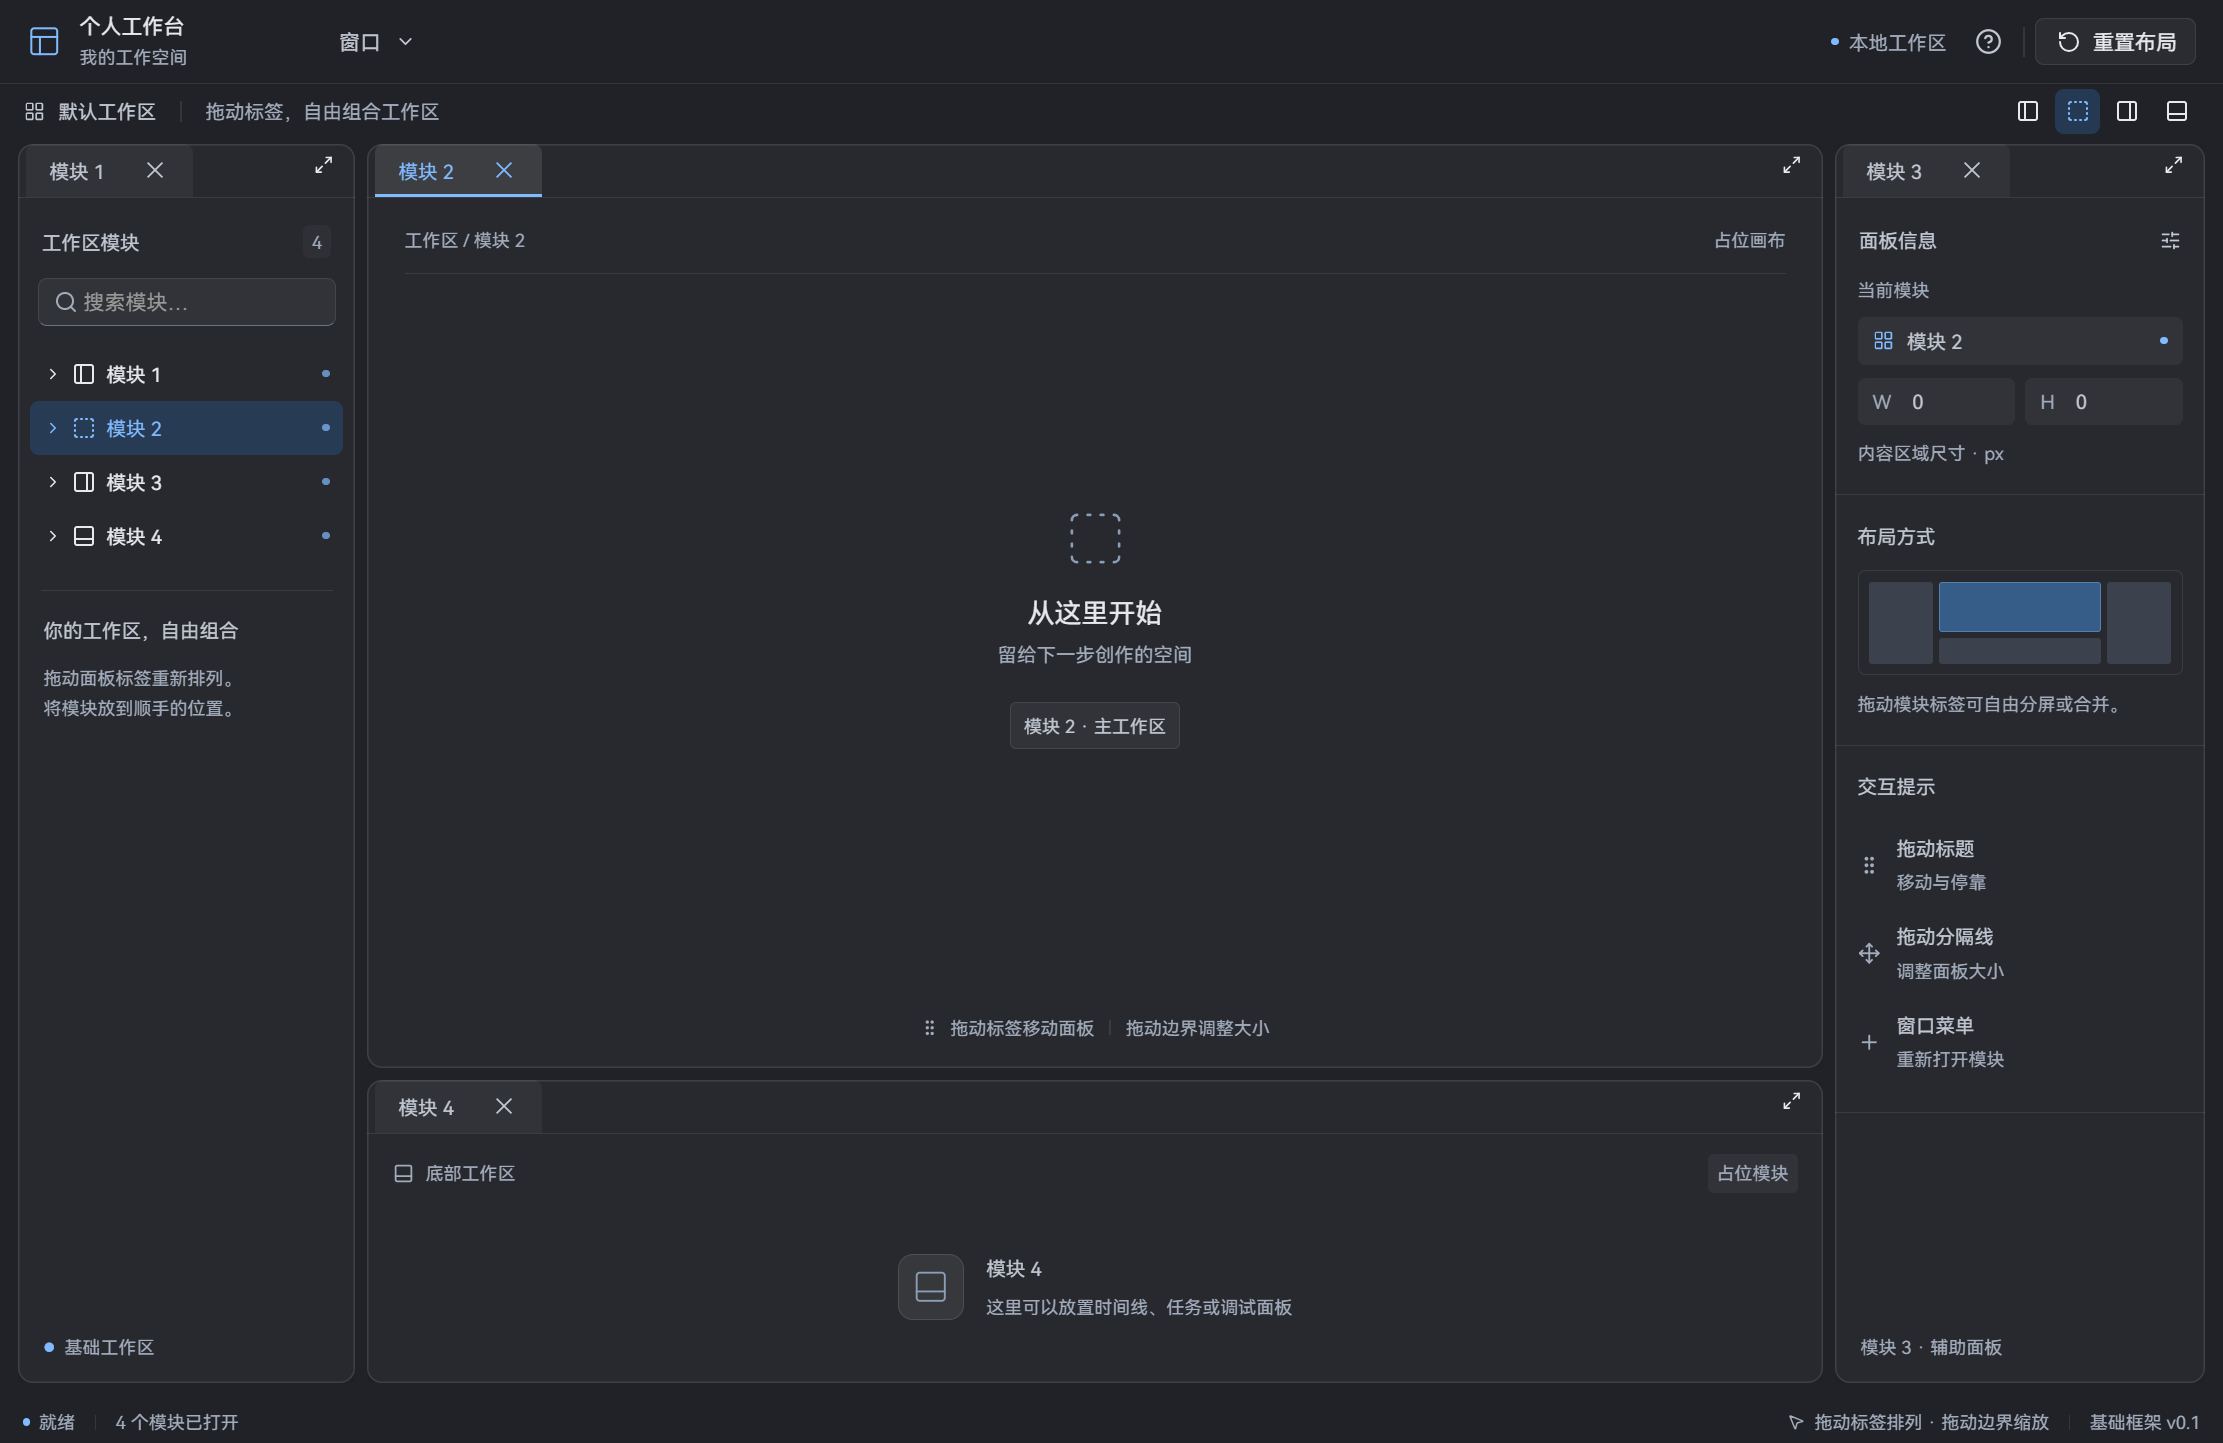 个人工作台
我的工作空间
窗口
本地工作区
重置布局
默认工作区
拖动标签，自由组合工作区
模块 1
工作区模块
4
搜索模块...
模块 1
模块 2
模块 3
模块 4
你的工作区，自由组合
拖动面板标签重新排列。
将模块放到顺手的位置。
基础工作区
模块 2
工作区 / 模块 2
占位画布
从这里开始
留给下一步创作的空间
模块 2 · 主工作区
拖动标签移动面板
拖动边界调整大小
模块 4
底部工作区
占位模块
模块 4
这里可以放置时间线、任务或调试面板
模块 3
面板信息
当前模块
模块 2
W 0
H 0
内容区域尺寸 · px
布局方式
拖动模块标签可自由分屏或合并。
交互提示
拖动标题
移动与停靠
拖动分隔线
调整面板大小
窗口菜单
重新打开模块
模块 3 · 辅助面板
就绪
4 个模块已打开
拖动标签排列 · 拖动边界缩放
基础框架 v0.1